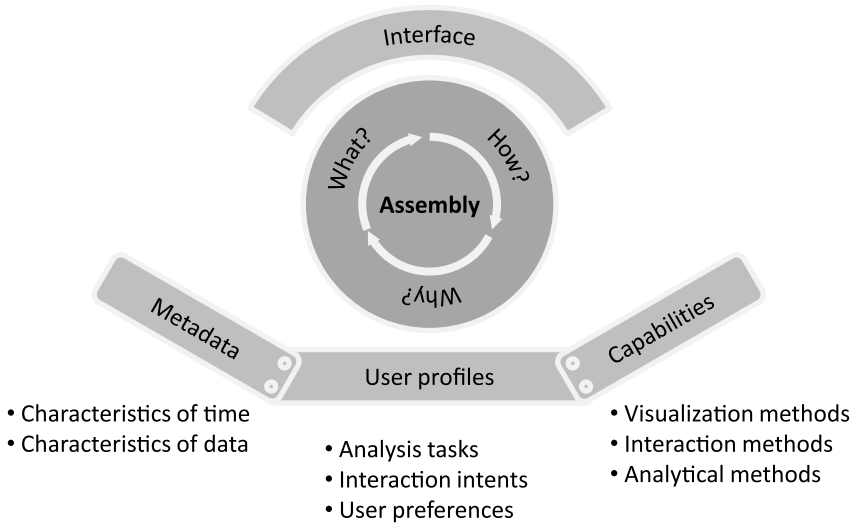 Interface
What?
How?
Assembly
Why?
Metadata
User profiles
Capabilities
• Characteristics of time
• Characteristics of data
• Analysis tasks
• Interaction intents
• User preferences
• Visualization methods
• Interaction methods
• Analytical methods